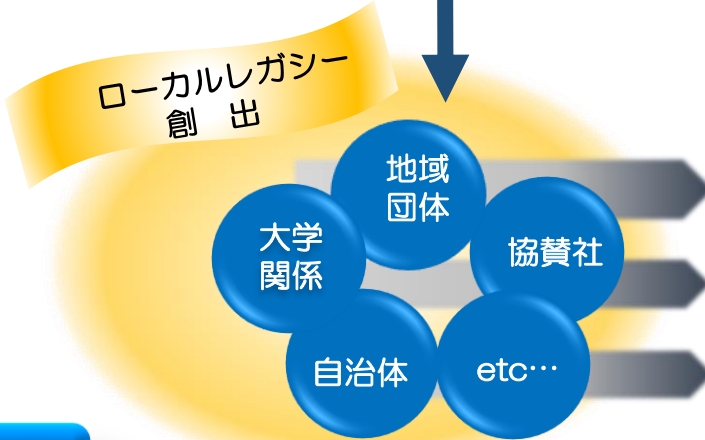 ローカルレガシー
創　出
地域
団体
大学
関係
協賛社
自治体
etc…